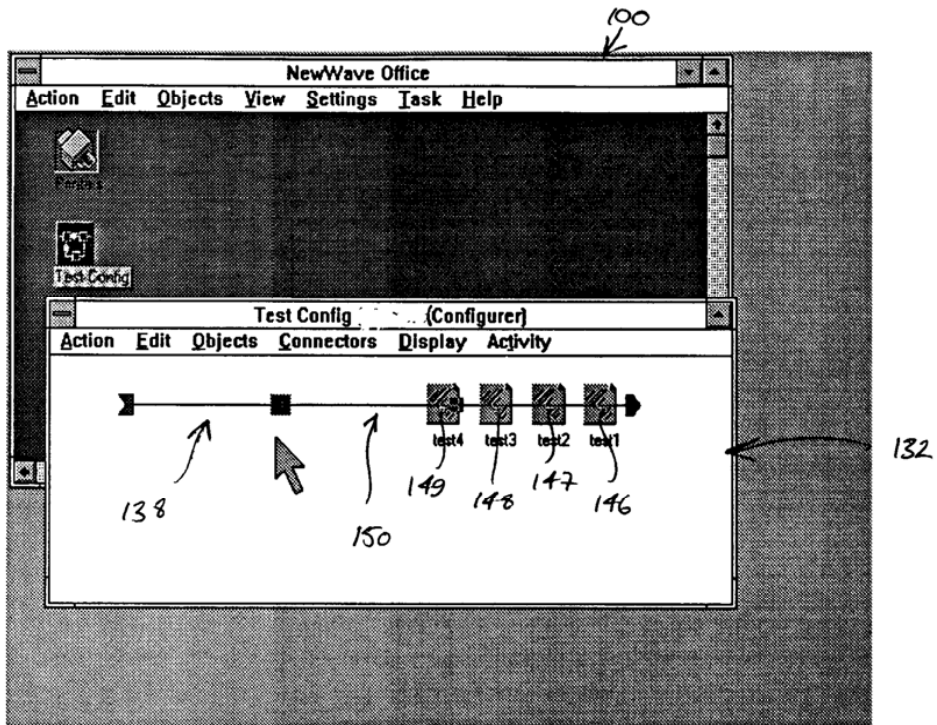 100
NewWave Office
Action Edit Objects View Settings Task Help
Test Config
Test Config (Configurer)
Action Edit Objects Connectors Display Activity
test4 test3 test2 test1
132
138
150
149
148
147
146